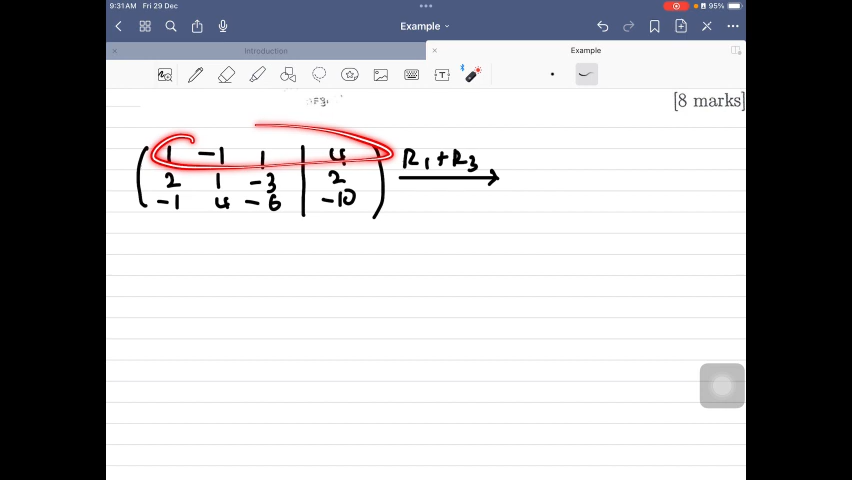 9:31AM Fri 29 Dec
95%
Example
Introduction
Example
[8 marks]
1 -1 1 | 4
R₁+R₃
2 1 -3 | 2
-1 4 -6 | -10